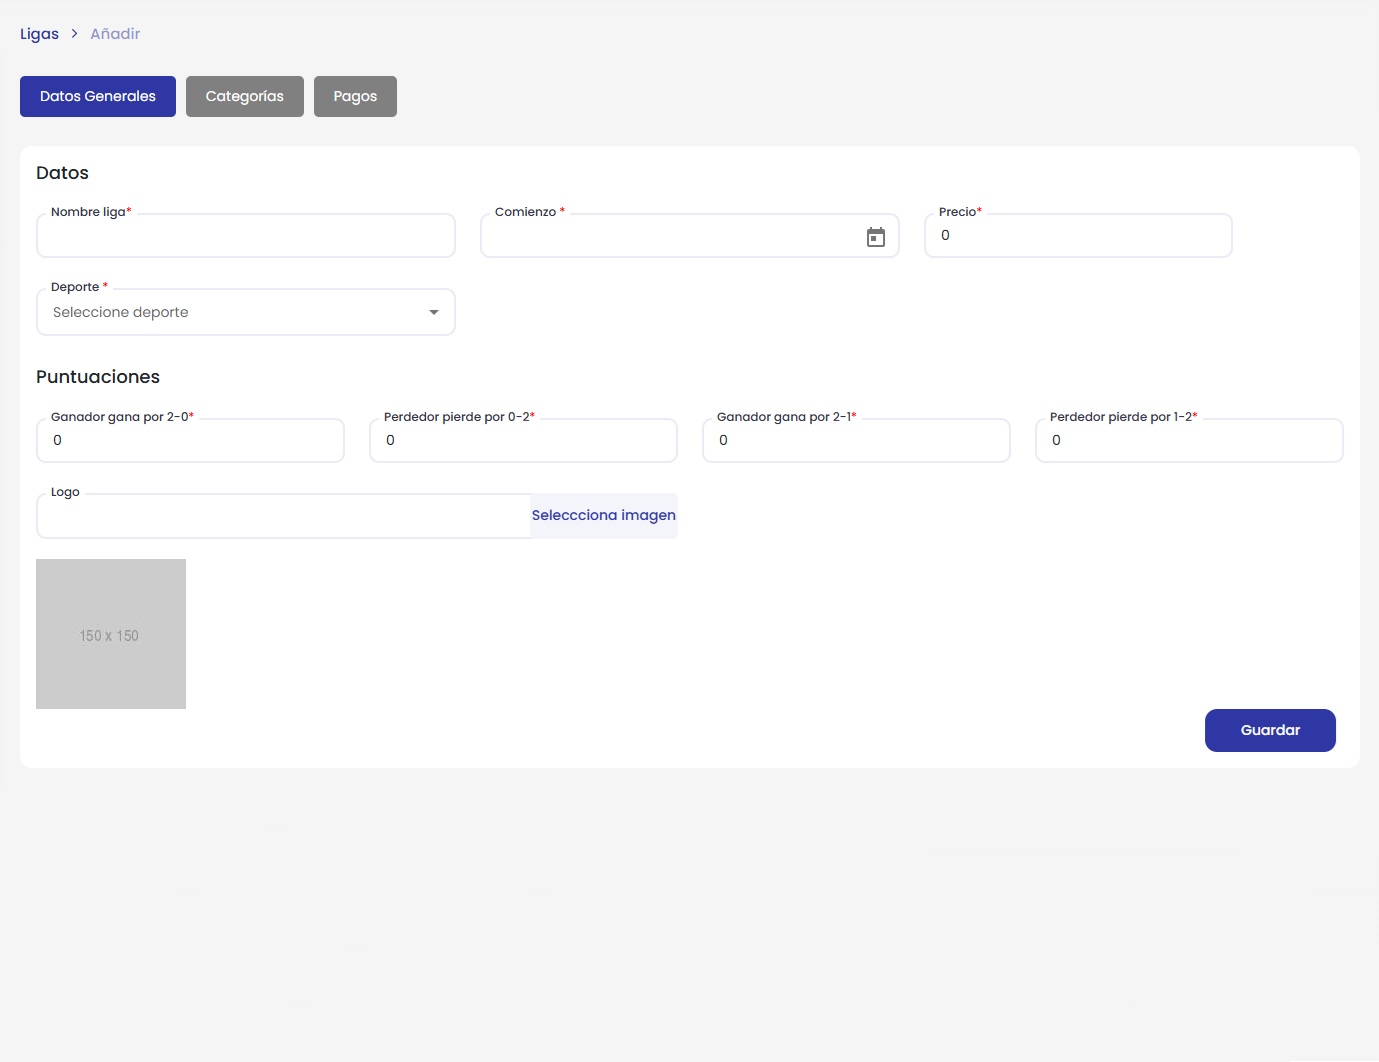 Ligas > Añadir
Datos Generales Categorías Pagos
Datos
Nombre liga* Comienzo * Precio*
0
Deporte *
Seleccione deporte
Puntuaciones
Ganador gana por 2-0* Perdedor pierde por 0-2* Ganador gana por 2-1* Perdedor pierde por 1-2*
0 0 0 0
Logo
Seleccciona imagen
150 x 150
Guardar